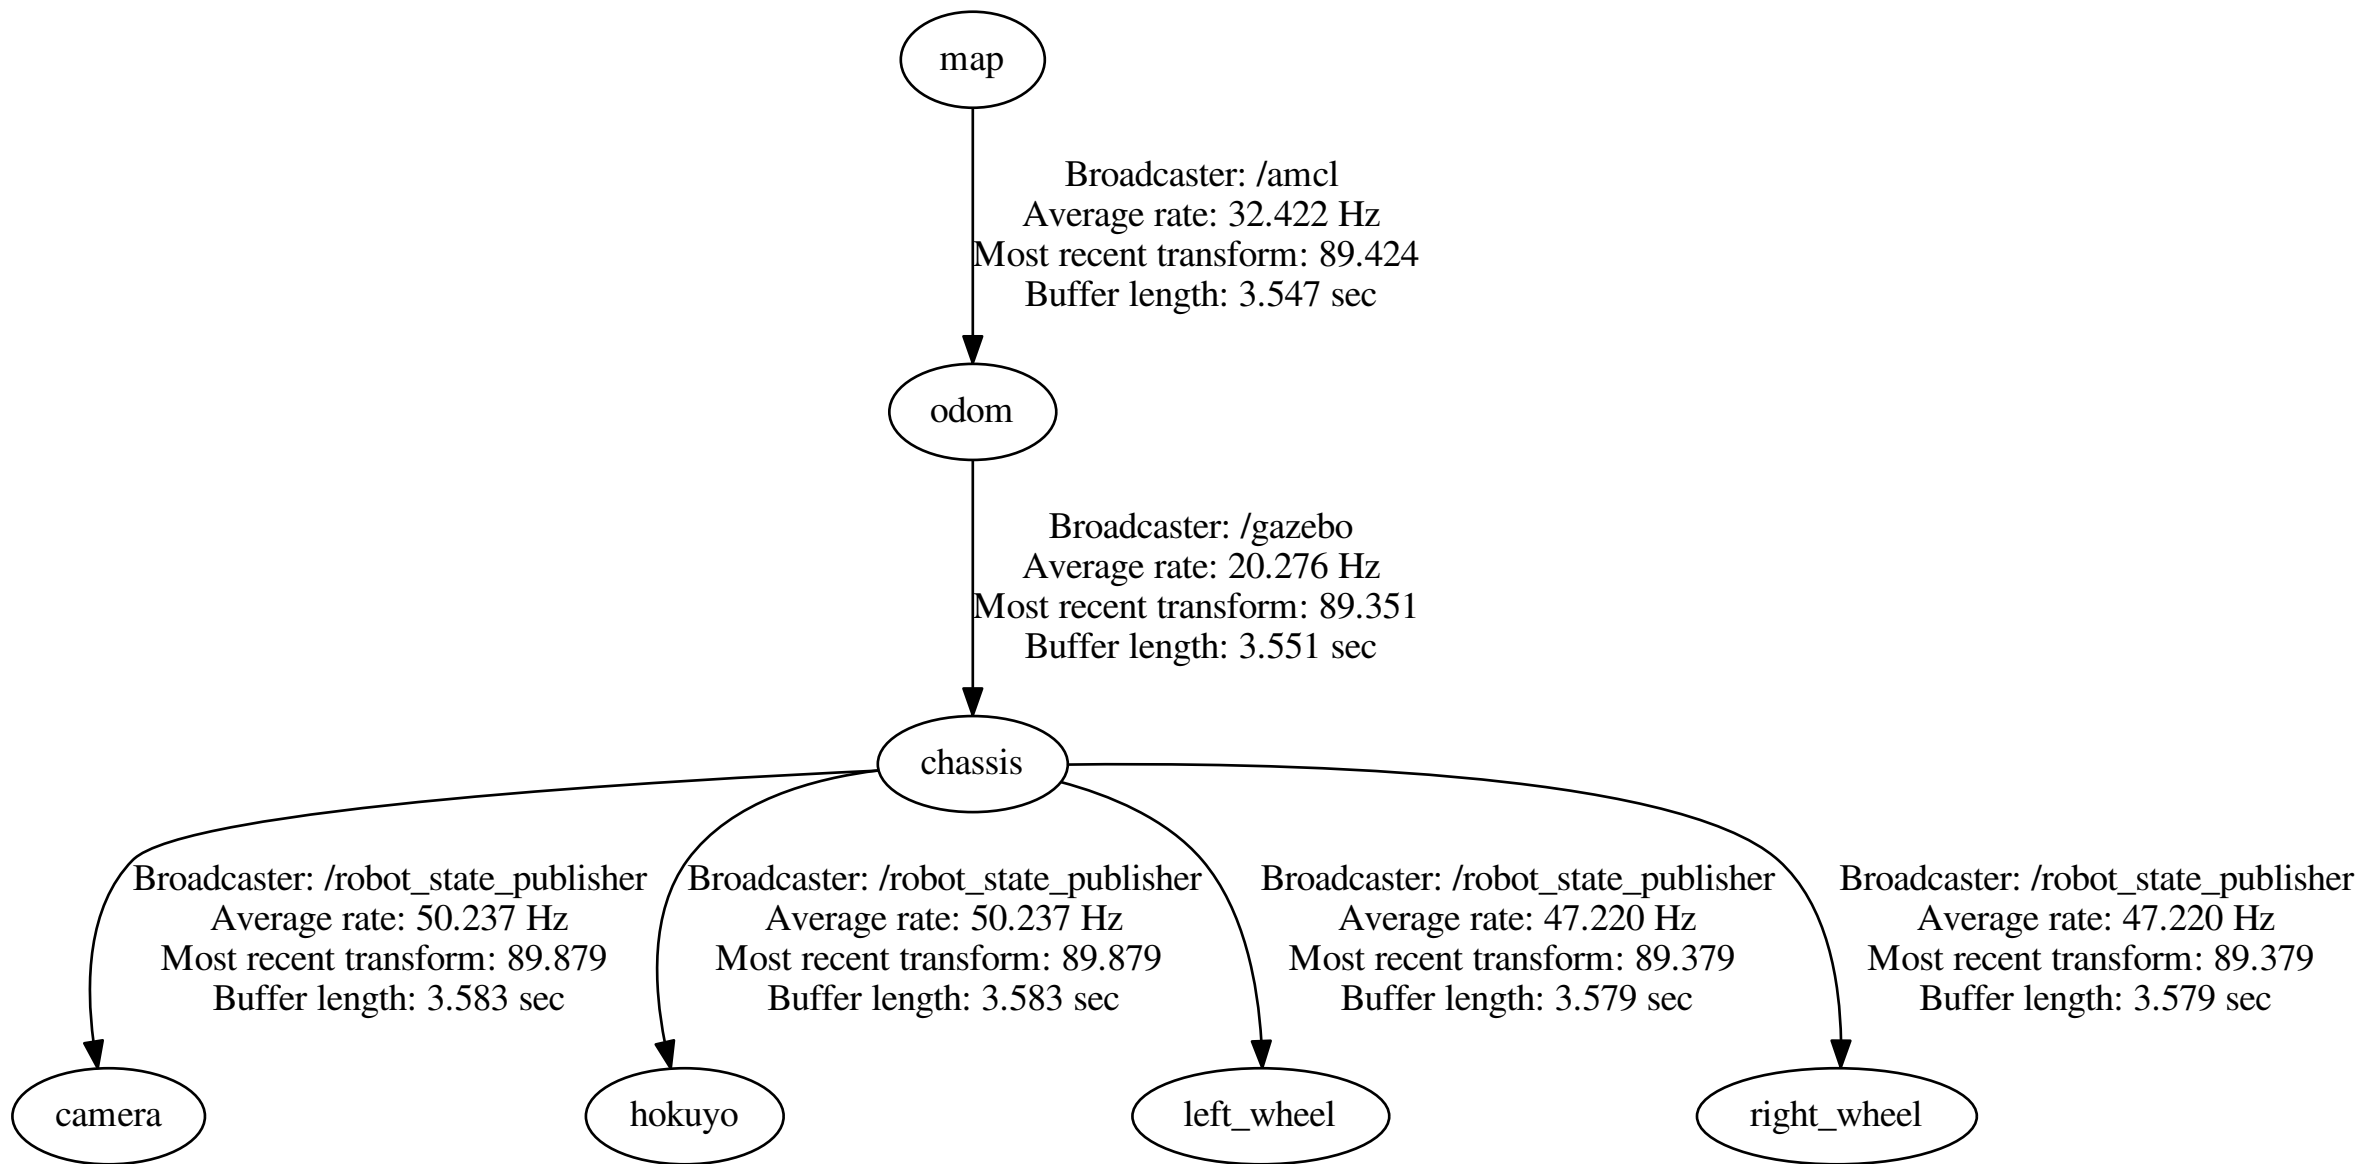 map
Broadcaster: /amcl
Average rate: 32.422 Hz
Most recent transform: 89.424
Buffer length: 3.547 sec
odom
Broadcaster: /gazebo
Average rate: 20.276 Hz
Most recent transform: 89.351
Buffer length: 3.551 sec
chassis
Broadcaster: /robot_state_publisher
Average rate: 50.237 Hz
Most recent transform: 89.879
Buffer length: 3.583 sec
Broadcaster: /robot_state_publisher
Average rate: 50.237 Hz
Most recent transform: 89.879
Buffer length: 3.583 sec
Broadcaster: /robot_state_publisher
Average rate: 47.220 Hz
Most recent transform: 89.379
Buffer length: 3.579 sec
Broadcaster: /robot_state_publisher
Average rate: 47.220 Hz
Most recent transform: 89.379
Buffer length: 3.579 sec
camera
hokuyo
left_wheel
right_wheel